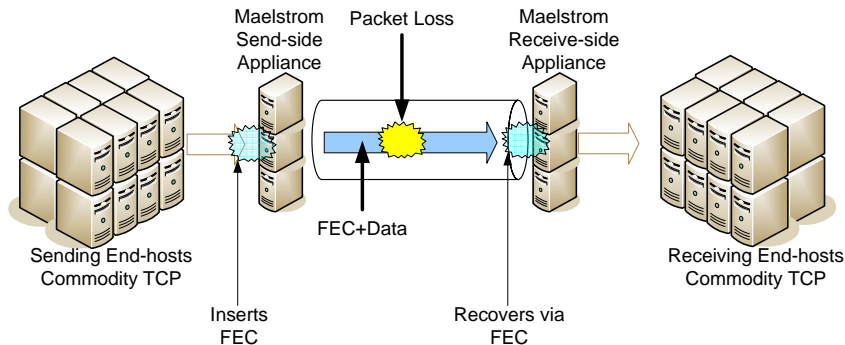 Maelstrom
Send-side
Appliance
Packet Loss
Maelstrom
Receive-side
Appliance
FEC+Data
Sending End-hosts
Commodity TCP
Receiving End-hosts
Commodity TCP
Inserts
FEC
Recovers via
FEC